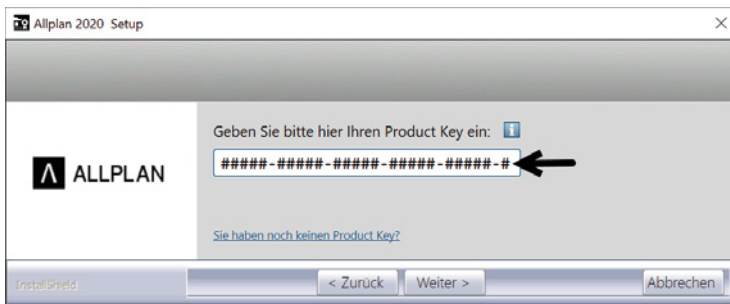 Allplan 2020 Setup
Geben Sie bitte hier Ihren Product Key ein:
#####-#####-#####-#####-#####-#
ALLPLAN
Sie haben noch keinen Product Key?
InstallShield
< Zurück Weiter > Abbrechen